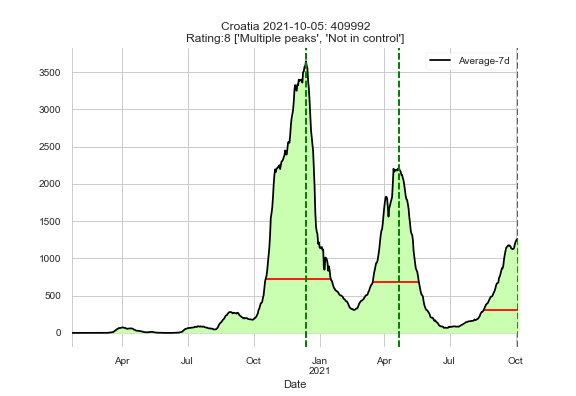 Croatia 2021-10-05: 409992
Rating:8 ['Multiple peaks', 'Not in control']
Average-7d
3500
3000
2500
2000
1500
1000
500
0
Apr
Jul
Oct
Jan
2021
Apr
Jul
Oct
Date